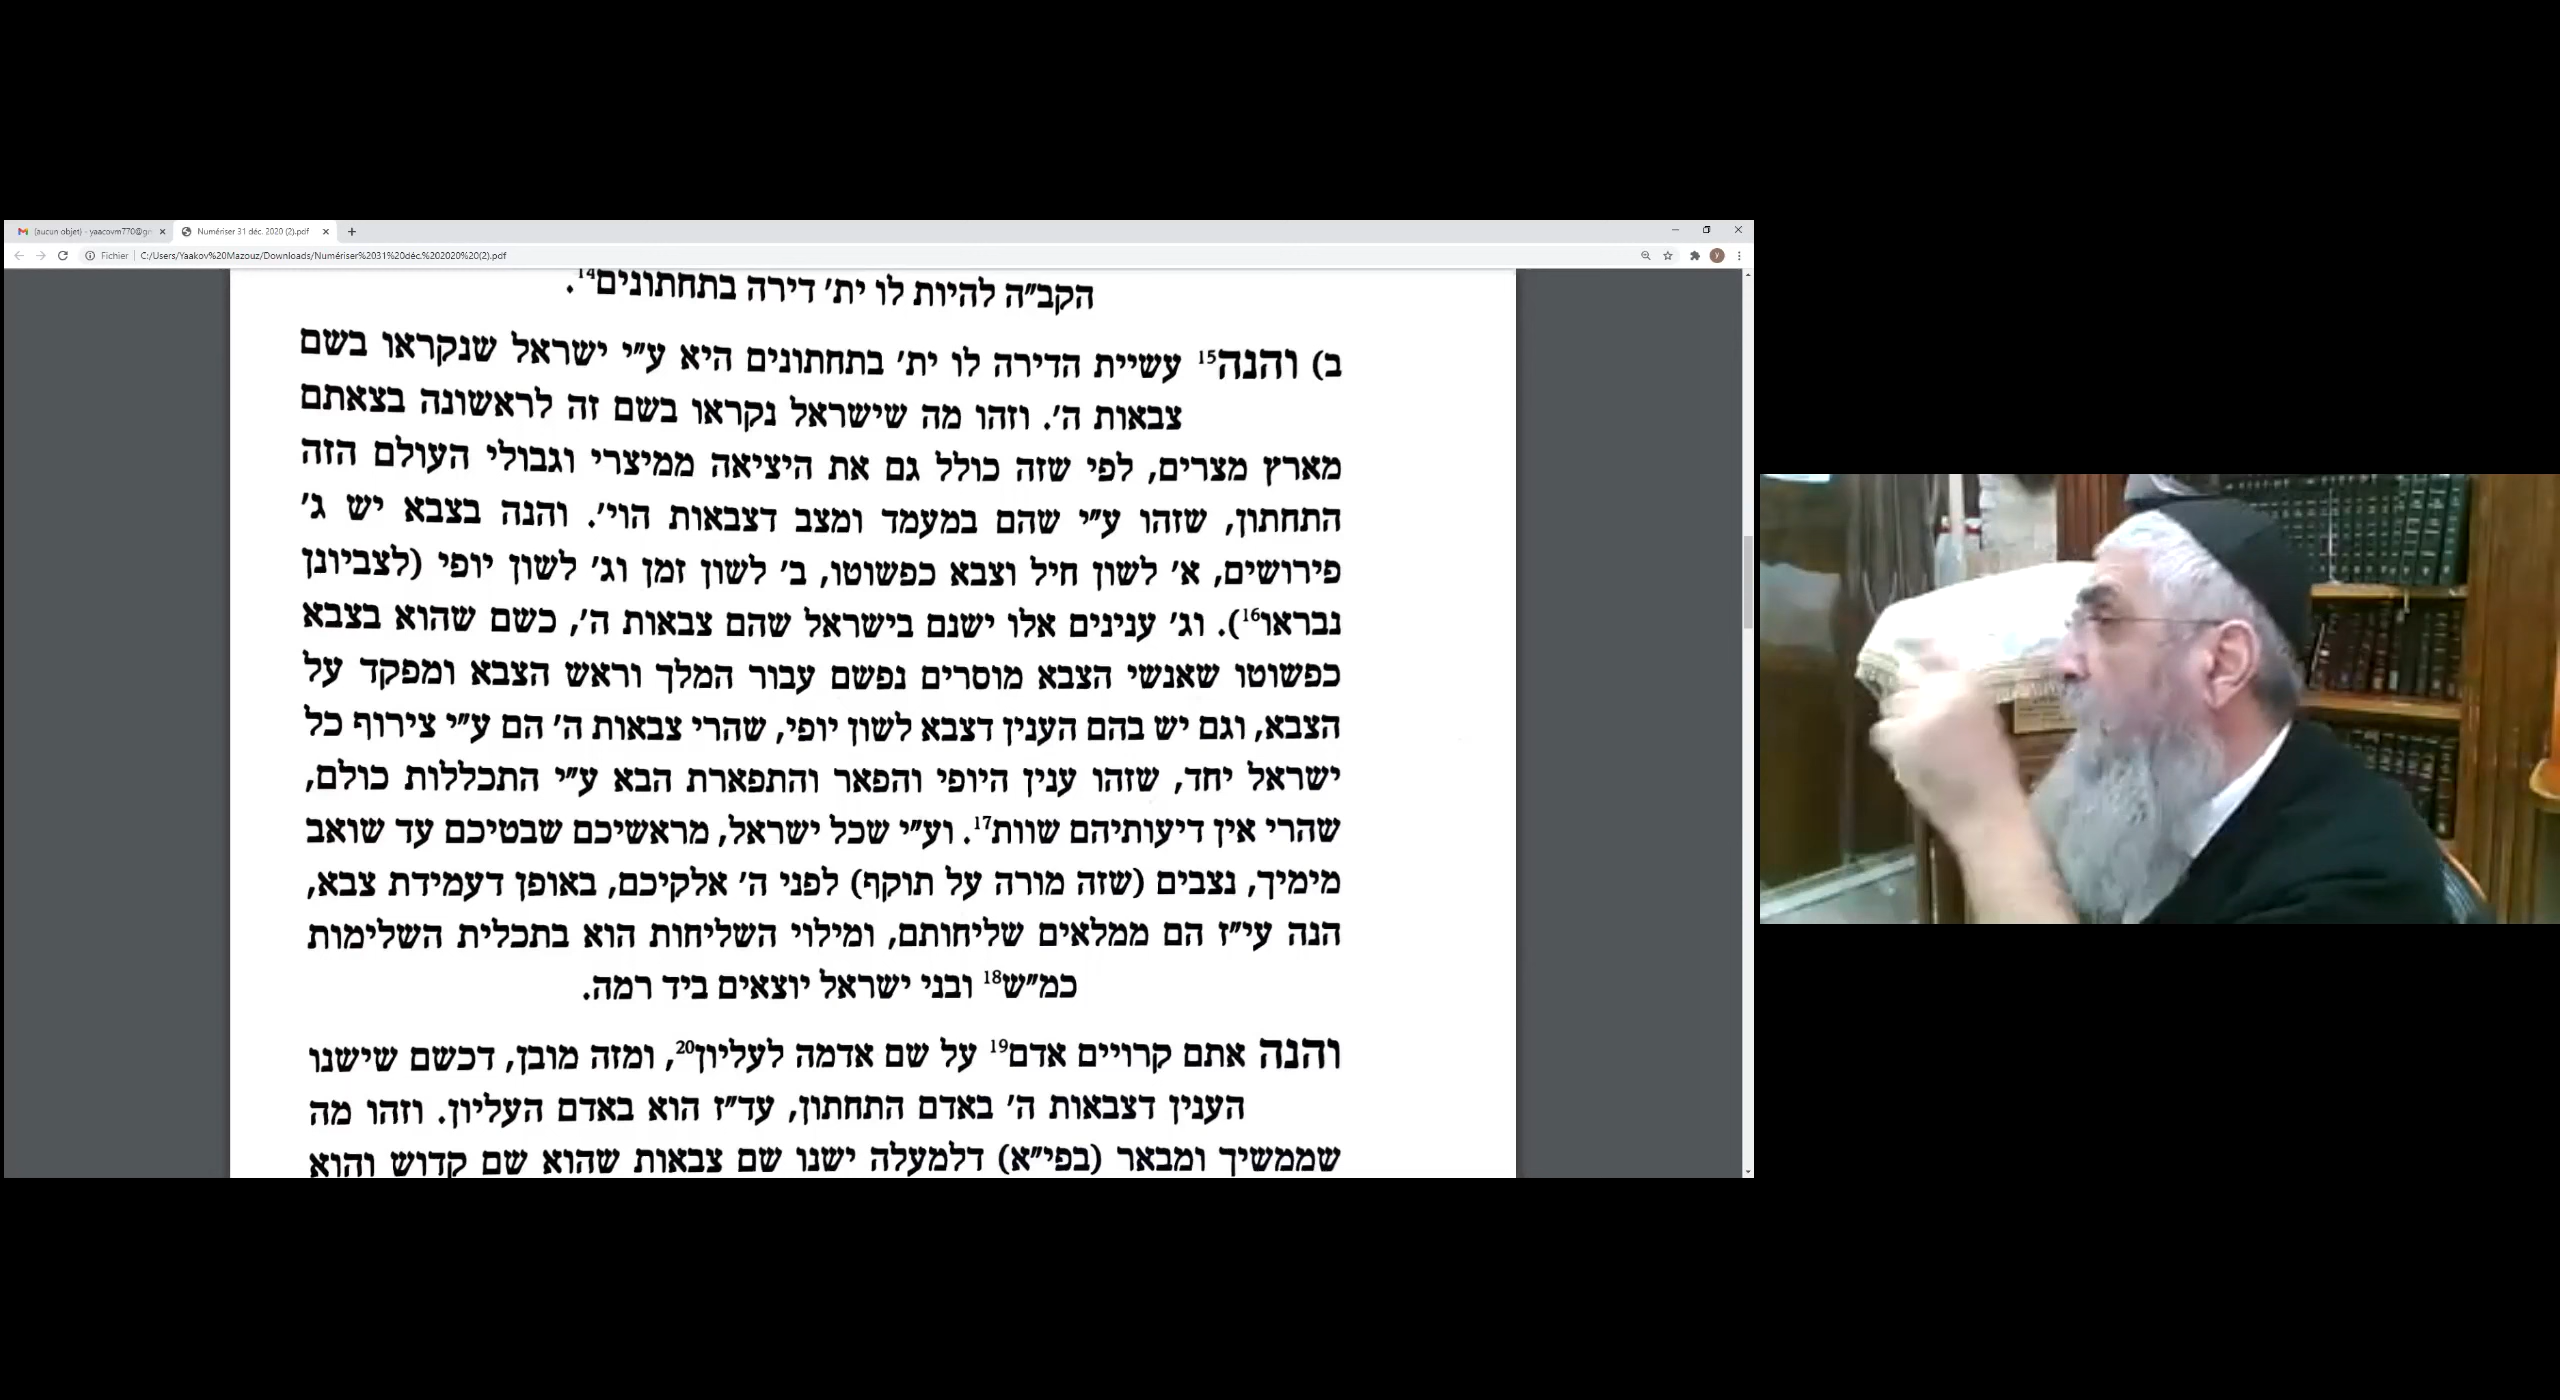 (aucun objet) - yaacovm770@gm
Numériser 31 déc. 2020 (2).pdf
Fichier
C:/Users/Yaakov%20Mazouz/Downloads/Numériser%2031%20déc.%202020%20(2).pdf
הקב"ה להיות לו ית' דירה בתחתונים14.
ב) והנה15 עשיית הדירה לו ית' בתחתונים היא ע"י ישראל שנקראו בשם
צבאות ה'. וזהו מה שישראל נקראו בשם זה לראשונה בצאתם
מארץ מצרים, לפי שזה כולל גם את היציאה ממיצרי וגבולי העולם הזה
התחתון, שזהו ע"י שהם במעמד ומצב דצבאות הוי'. והנה בצבא יש ג'
פירושים, א' לשון חיל וצבא כפשוטו, ב' לשון זמן וג' לשון יופי (לצביונן
נבראו16). וג' ענינים אלו ישנם בישראל שהם צבאות ה', כשם שהוא בצבא
כפשוטו שאנשי הצבא מוסרים נפשם עבור המלך וראש הצבא ומפקד על
הצבא, וגם יש בהם הענין דצבא לשון יופי, שהרי צבאות ה' הם ע"י צירוף כל
ישראל יחד, שזהו ענין היופי והפאר והתפארת הבא ע"י התכללות כולם,
שהרי אין דיעותיהם שוות17. וע"י שכל ישראל, מראשיכם שבטיכם עד שואב
מימיך, נצבים (שזה מורה על תוקף) לפני ה' אלקיכם, באופן דעמידת צבא,
הנה עי"ז הם ממלאים שליחותם, ומילוי השליחות הוא בתכלית השלימות
כמ"ש18 ובני ישראל יוצאים ביד רמה.
והנה אתם קרויים אדם19 על שם אדמה לעליון20, ומזה מובן, דכשם שישנו
הענין דצבאות ה' באדם התחתון, עד"ז הוא באדם העליון. וזהו מה
שממשיך ומבאר (בפי"א) דלמעלה ישנו שם צבאות שהוא שם קדוש והוא